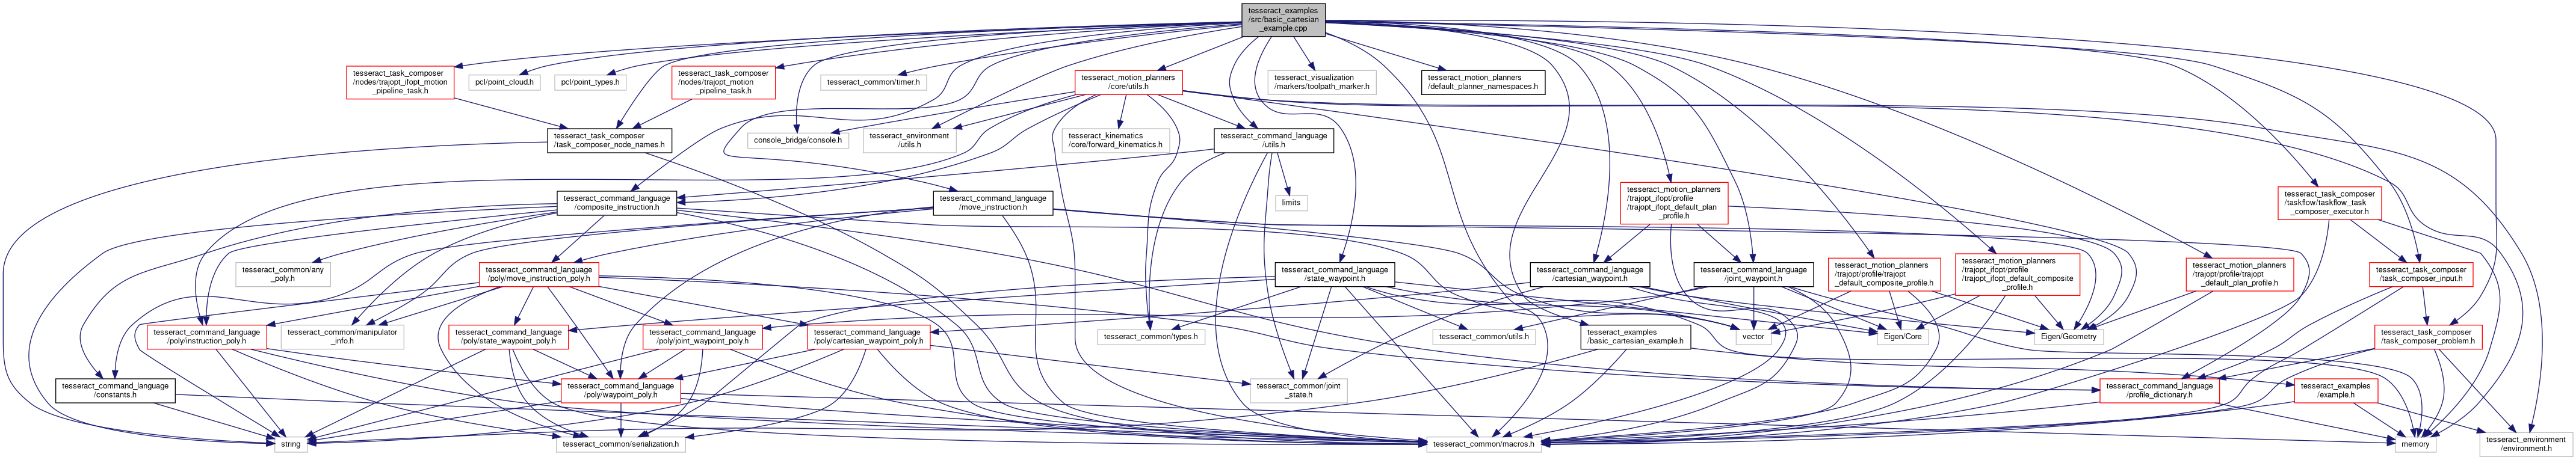 tesseract_examples
/src/basic_cartesian
_example.cpp
tesseract_task_composer
/nodes/trajopt_ifopt_motion
_pipeline_task.h
pcl/point_cloud.h
pcl/point_types.h
tesseract_task_composer
/nodes/trajopt_motion
_pipeline_task.h
tesseract_common/timer.h
tesseract_motion_planners
/core/utils.h
tesseract_visualization
/markers/toolpath_marker.h
tesseract_motion_planners
/default_planner_namespaces.h
tesseract_task_composer
/task_composer_node_names.h
console_bridge/console.h
tesseract_environment
/utils.h
tesseract_kinematics
/core/forward_kinematics.h
tesseract_command_language
/utils.h
tesseract_command_language
/composite_instruction.h
tesseract_command_language
/move_instruction.h
limits
tesseract_motion_planners
/trajopt_ifopt/profile
/trajopt_ifopt_default_plan
_profile.h
tesseract_task_composer
/taskflow/taskflow_task
_composer_executor.h
tesseract_common/any
_poly.h
tesseract_command_language
/poly/move_instruction_poly.h
tesseract_command_language
/state_waypoint.h
tesseract_command_language
/cartesian_waypoint.h
tesseract_command_language
/joint_waypoint.h
tesseract_motion_planners
/trajopt/profile/trajopt
_default_composite_profile.h
tesseract_motion_planners
/trajopt_ifopt/profile
/trajopt_ifopt_default_composite
_profile.h
tesseract_motion_planners
/trajopt/profile/trajopt
_default_plan_profile.h
tesseract_task_composer
/task_composer_input.h
tesseract_command_language
/poly/instruction_poly.h
tesseract_common/manipulator
_info.h
tesseract_command_language
/poly/state_waypoint_poly.h
tesseract_command_language
/poly/joint_waypoint_poly.h
tesseract_command_language
/poly/cartesian_waypoint_poly.h
tesseract_common/types.h
tesseract_common/utils.h
tesseract_examples
/basic_cartesian_example.h
vector
Eigen/Core
Eigen/Geometry
tesseract_task_composer
/task_composer_problem.h
tesseract_command_language
/constants.h
tesseract_command_language
/poly/waypoint_poly.h
tesseract_common/joint
_state.h
tesseract_command_language
/profile_dictionary.h
tesseract_examples
/example.h
string
tesseract_common/serialization.h
tesseract_common/macros.h
memory
tesseract_environment
/environment.h